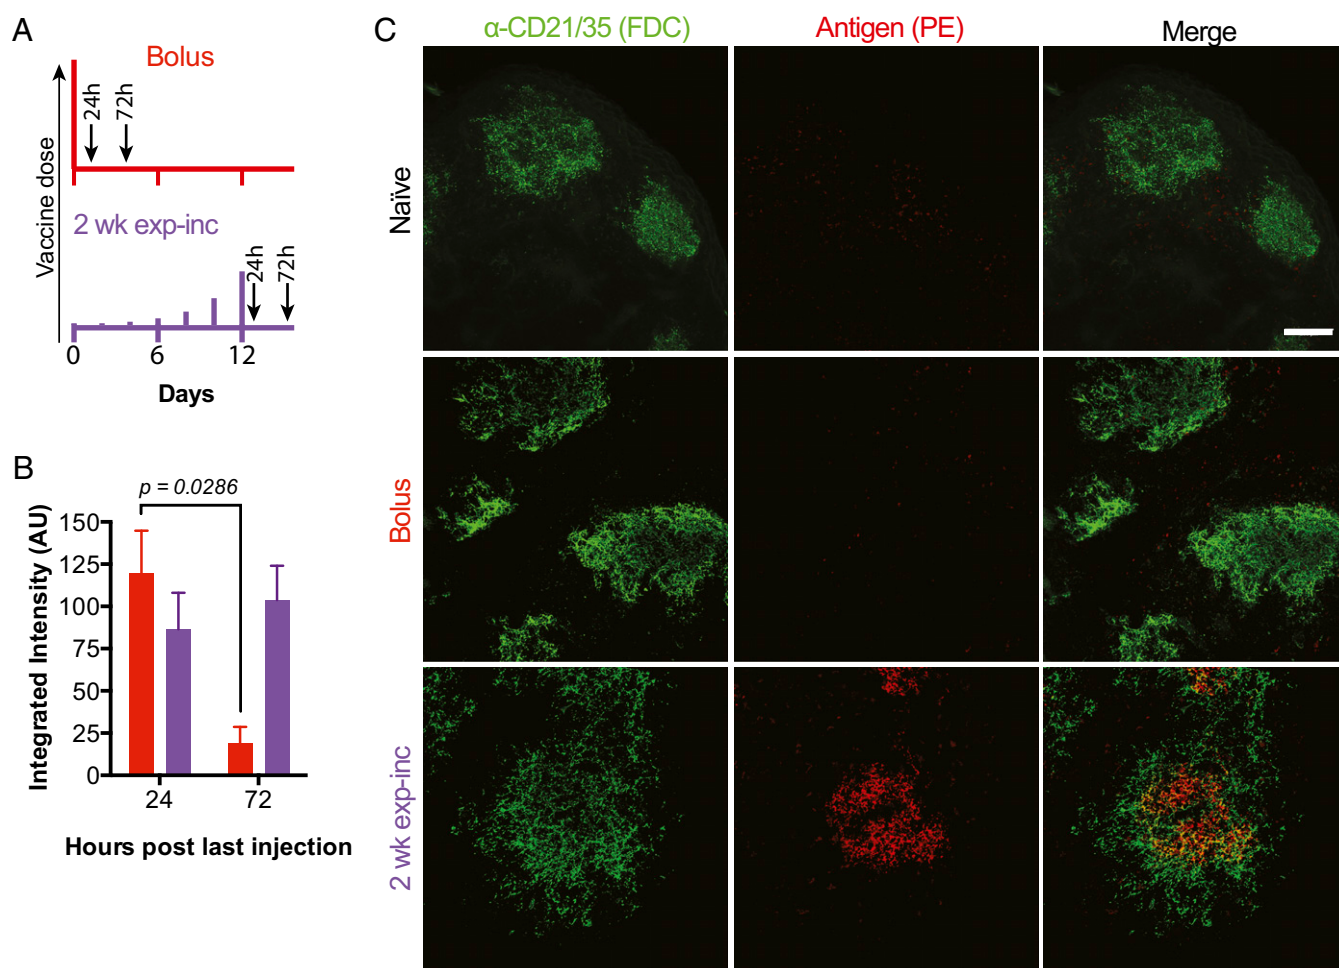 A
Bolus
Vaccine dose
24h
72h
2 wk exp-inc
24h
72h
0 6 12
Days
B
p = 0.0286
Integrated Intensity (AU)
150
125
100
75
50
25
0
24 72
Hours post last injection
C
α-CD21/35 (FDC) Antigen (PE) Merge
Naïve
Bolus
2 wk exp-inc